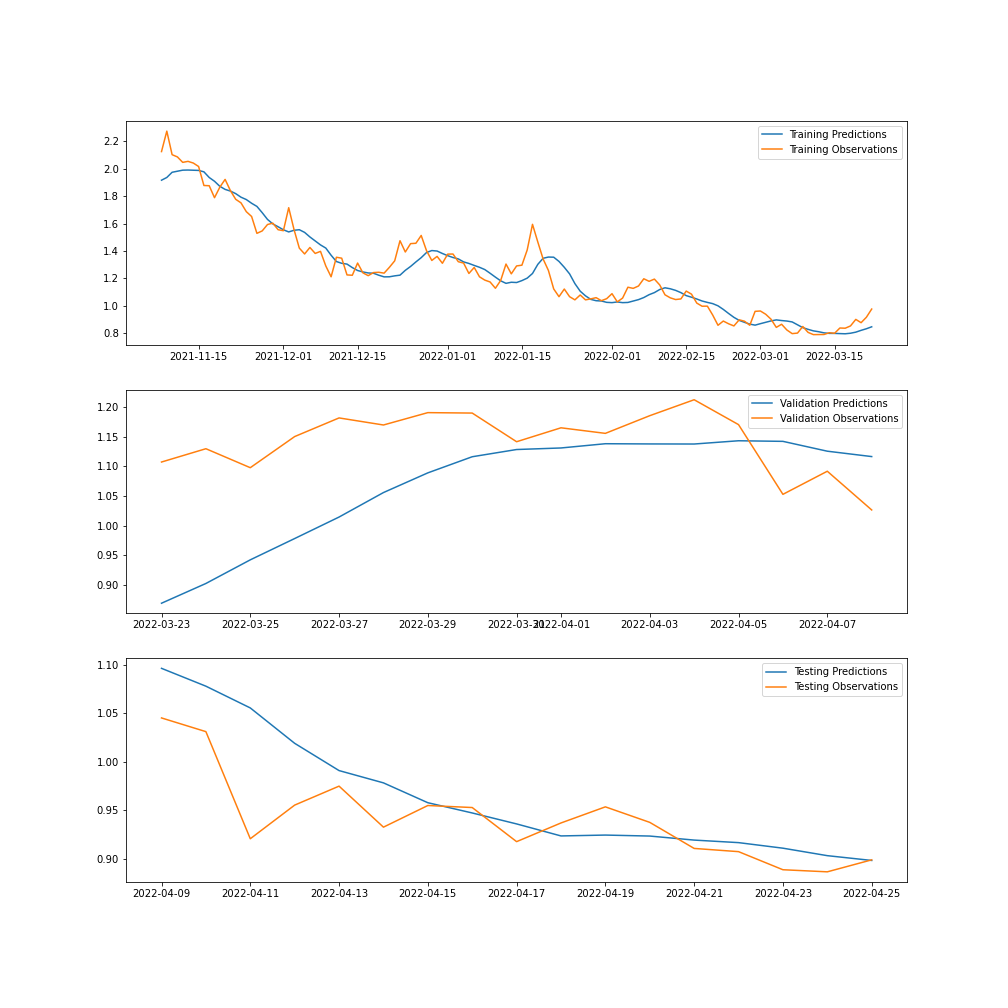 Training Predictions
Training Observations
2.2
2.0
1.8
1.6
1.4
1.2
1.0
0.8
2021-11-15 2021-12-01 2021-12-15 2022-01-01 2022-01-15 2022-02-01 2022-02-15 2022-03-01 2022-03-15
Validation Predictions
Validation Observations
1.20
1.15
1.10
1.05
1.00
0.95
0.90
2022-03-23 2022-03-25 2022-03-27 2022-03-29 2022-03-31 2022-04-01 2022-04-03 2022-04-05 2022-04-07
Testing Predictions
Testing Observations
1.10
1.05
1.00
0.95
0.90
2022-04-09 2022-04-11 2022-04-13 2022-04-15 2022-04-17 2022-04-19 2022-04-21 2022-04-23 2022-04-25